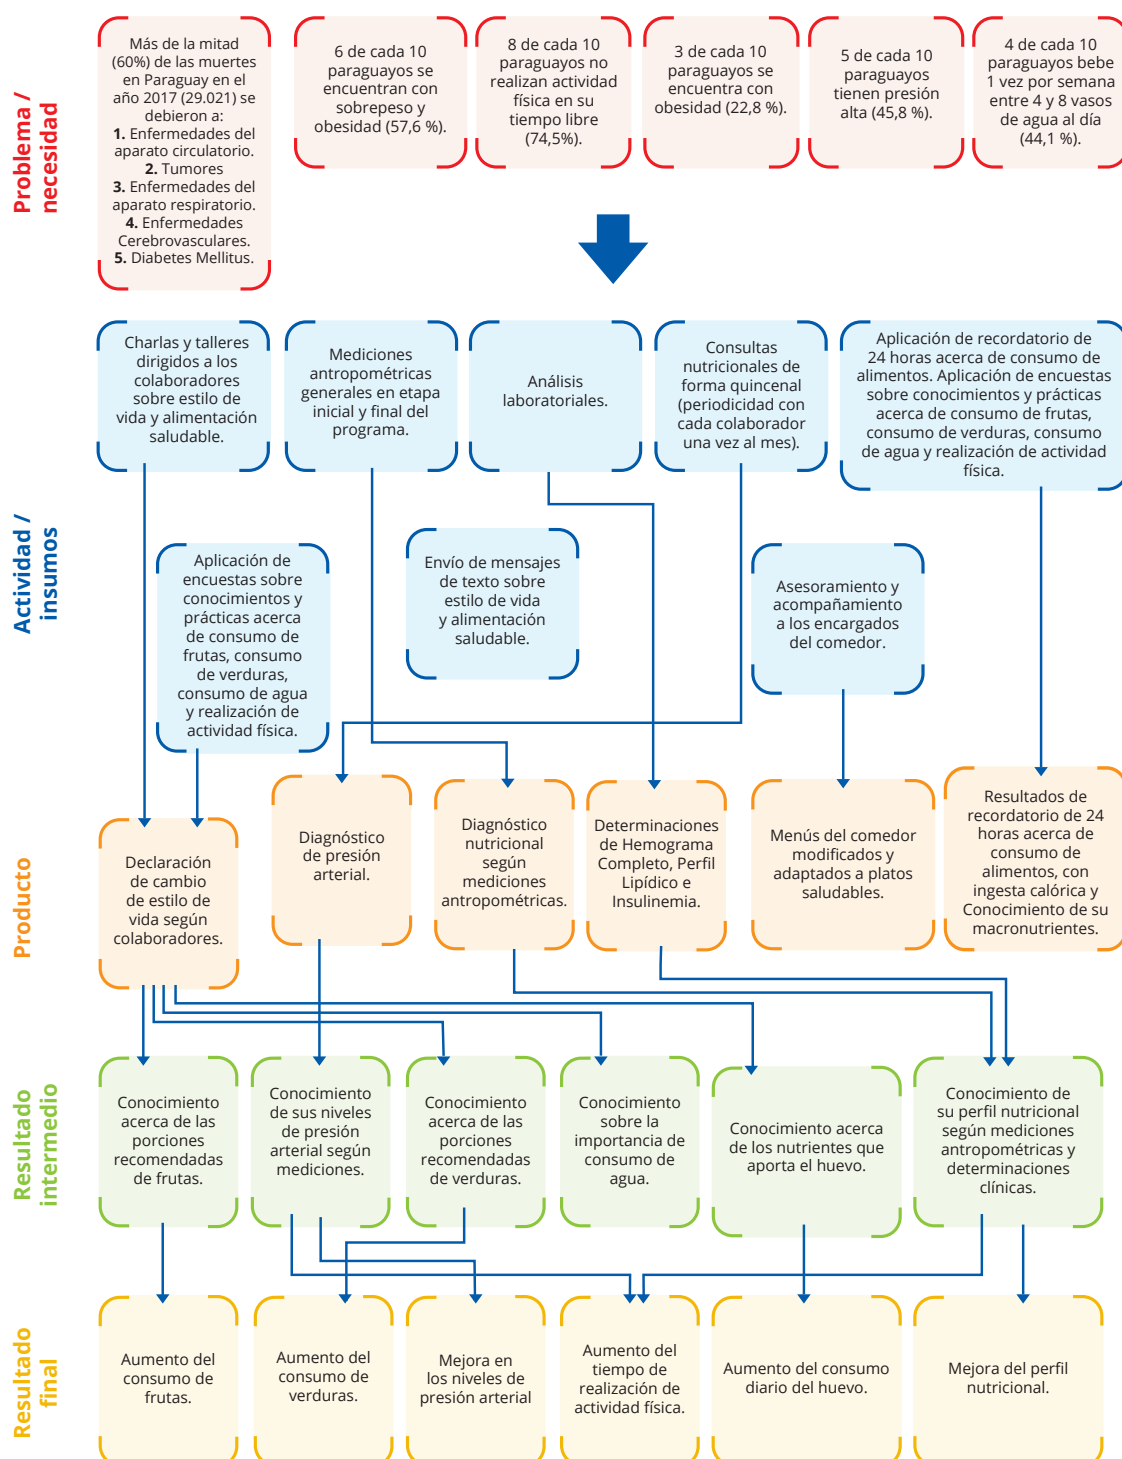 Problema /
necesidad
Más de la mitad
(60%) de las muertes
en Paraguay en el
año 2017 (29.021) se
debieron a:
1. Enfermedades del
aparato circulatorio.
2. Tumores
3. Enfermedades del
aparato respiratorio.
4. Enfermedades
Cerebrovasculares.
5. Diabetes Mellitus.
6 de cada 10
paraguayos se
encuentran con
sobrepeso y
obesidad (57,6 %).
8 de cada 10
paraguayos no
realizan actividad
física en su
tiempo libre
(74,5%).
3 de cada 10
paraguayos se
encuentra con
obesidad (22,8 %).
5 de cada 10
paraguayos
tienen presión
alta (45,8 %).
4 de cada 10
paraguayos bebe
1 vez por semana
entre 4 y 8 vasos
de agua al día
(44,1 %).
Actividad /
insumos
Charlas y talleres
dirigidos a los
colaboradores
sobre estilo de
vida y alimentación
saludable.
Mediciones
antropométricas
generales en etapa
inicial y final del
programa.
Análisis
laboratoriales.
Consultas
nutricionales de
forma quincenal
(periodicidad con
cada colaborador
una vez al mes).
Aplicación de recordatorio de
24 horas acerca de consumo de
alimentos. Aplicación de encuestas
sobre conocimientos y prácticas
acerca de consumo de frutas,
consumo de verduras, consumo
de agua y realización de actividad
física.
Aplicación de
encuestas sobre
conocimientos y
prácticas acerca
de consumo de
frutas, consumo
de verduras,
consumo de agua
y realización de
actividad física.
Envío de mensajes
de texto sobre
estilo de vida
y alimentación
saludable.
Asesoramiento y
acompañamiento
a los encargados
del comedor.
Producto
Declaración
de cambio
de estilo de
vida según
colaboradores.
Diagnóstico
de presión
arterial.
Diagnóstico
nutricional
según
mediciones
antropométricas.
Determinaciones
de Hemograma
Completo, Perfil
Lipídico e
Insulinemia.
Menús del comedor
modificados y
adaptados a platos
saludables.
Resultados de
recordatorio de 24
horas acerca de
consumo de
alimentos, con
ingesta calórica y
Conocimiento de su
macronutrientes.
Resultado
intermedio
Conocimiento
acerca de las
porciones
recomendadas
de frutas.
Conocimiento
de sus niveles
de presión
arterial según
mediciones.
Conocimiento
acerca de las
porciones
recomendadas
de verduras.
Conocimiento
sobre la
importancia de
consumo de
agua.
Conocimiento acerca
de los nutrientes que
aporta el huevo.
Conocimiento de
su perfil nutricional
según mediciones
antropométricas y
determinaciones
clínicas.
Resultado
final
Aumento del
consumo de
frutas.
Aumento del
consumo de
verduras.
Mejora en
los niveles de
presión arterial
Aumento del
tiempo de
realización de
actividad física.
Aumento del consumo
diario del huevo.
Mejora del perfil
nutricional.